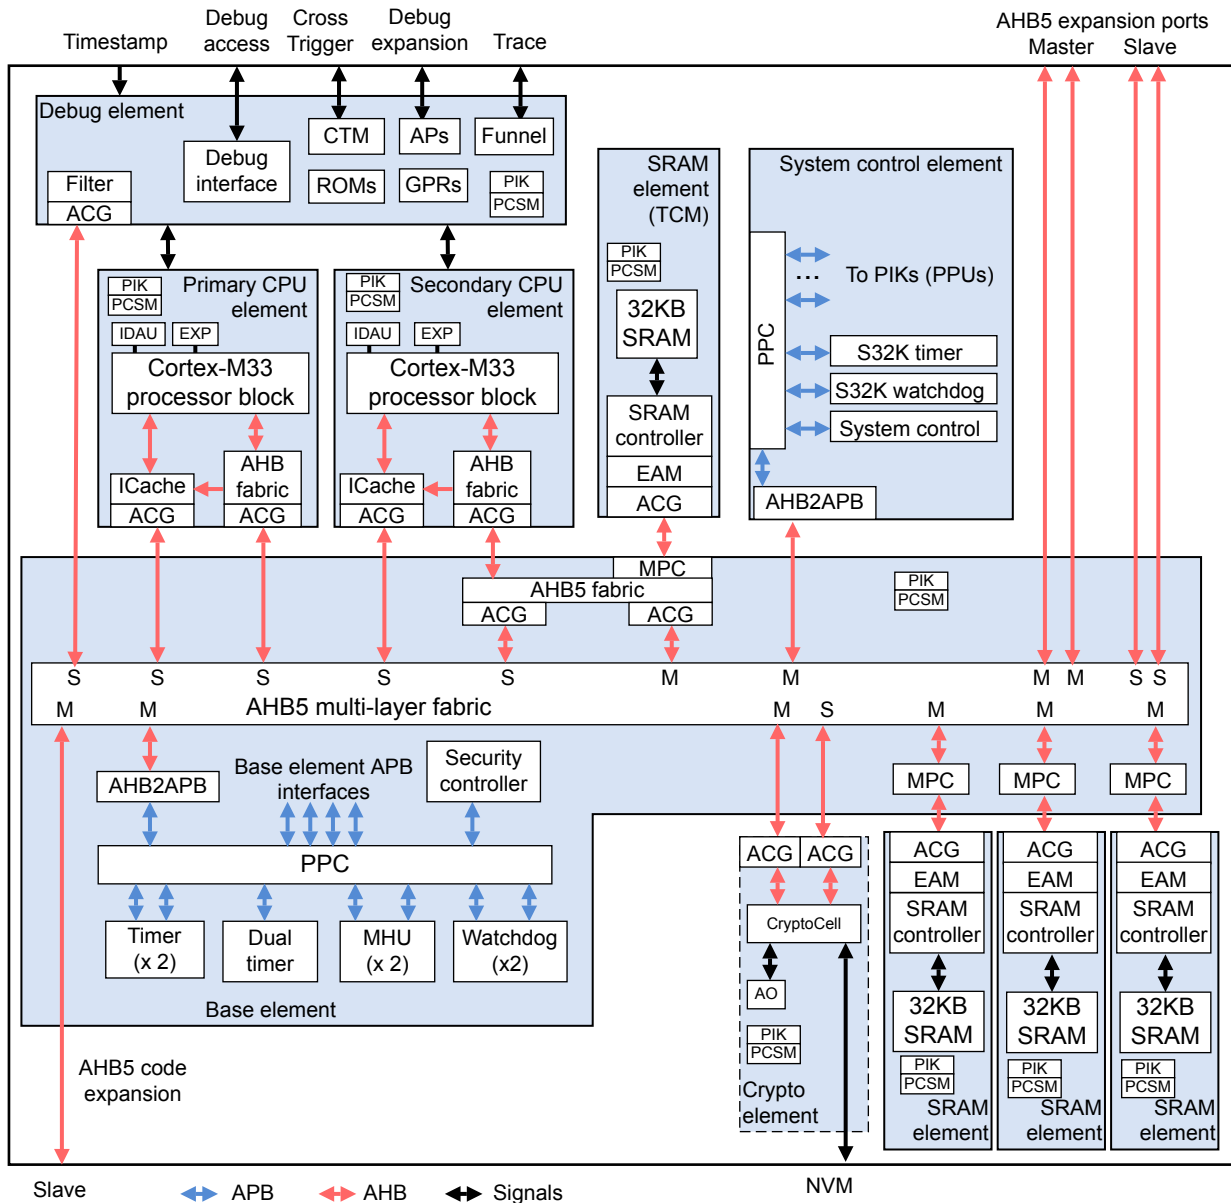 Timestamp
Debug
access
Cross
Trigger
Debug
expansion
Trace
AHB5 expansion ports
Master
Slave
Debug element
Debug
interface
CTM
APs
Funnel
ROMs
GPRs
PIK
PCSM
Filter
ACG
SRAM
element
(TCM)
PIK
PCSM
32KB
SRAM
SRAM
controller
EAM
ACG
System control element
PPC
...
To PIKs (PPUs)
S32K timer
S32K watchdog
System control
AHB2APB
PIK
PCSM
Primary CPU
element
IDAU
EXP
Cortex-M33
processor block
ICache
ACG
AHB
fabric
ACG
PIK
PCSM
Secondary CPU
element
IDAU
EXP
Cortex-M33
processor block
ICache
ACG
AHB
fabric
ACG
MPC
AHB5 fabric
ACG
ACG
PIK
PCSM
S
S
S
S
S
M
M
M
M
S
S
M
M
AHB5 multi-layer fabric
M
S
M
M
M
AHB2APB
Base element APB
interfaces
Security
controller
MPC
MPC
MPC
PPC
Timer
(x 2)
Dual
timer
MHU
(x 2)
Watchdog
(x2)
Base element
ACG
ACG
CryptoCell
AO
PIK
PCSM
Crypto
element
ACG
EAM
SRAM
controller
32KB
SRAM
PIK
PCSM
SRAM
element
ACG
EAM
SRAM
controller
32KB
SRAM
PIK
PCSM
SRAM
element
ACG
EAM
SRAM
controller
32KB
SRAM
PIK
PCSM
SRAM
element
AHB5 code
expansion
Slave
APB
AHB
Signals
NVM